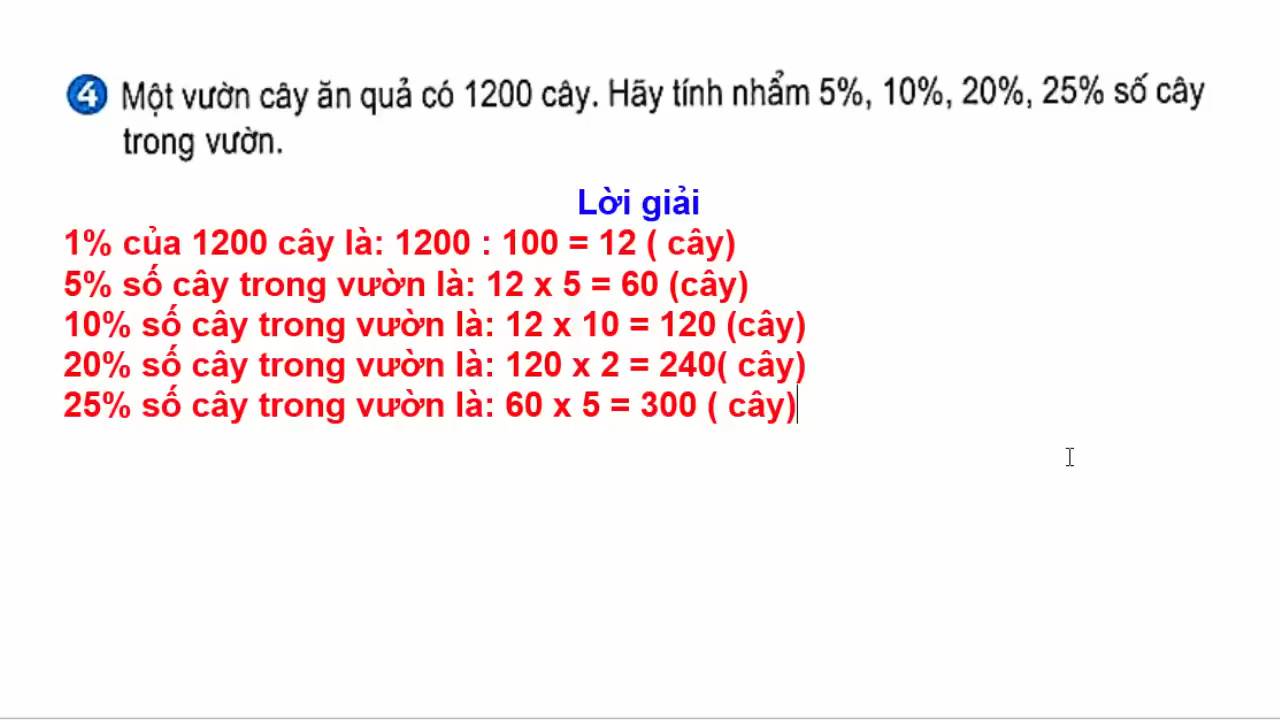 4 Một vườn cây ăn quả có 1200 cây. Hãy tính nhẩm 5%, 10%, 20%, 25% số cây
trong vườn.
Lời giải
1% của 1200 cây là: 1200 : 100 = 12 ( cây)
5% số cây trong vườn là: 12 x 5 = 60 (cây)
10% số cây trong vườn là: 12 x 10 = 120 (cây)
20% số cây trong vườn là: 120 x 2 = 240( cây)
25% số cây trong vườn là: 60 x 5 = 300 ( cây)